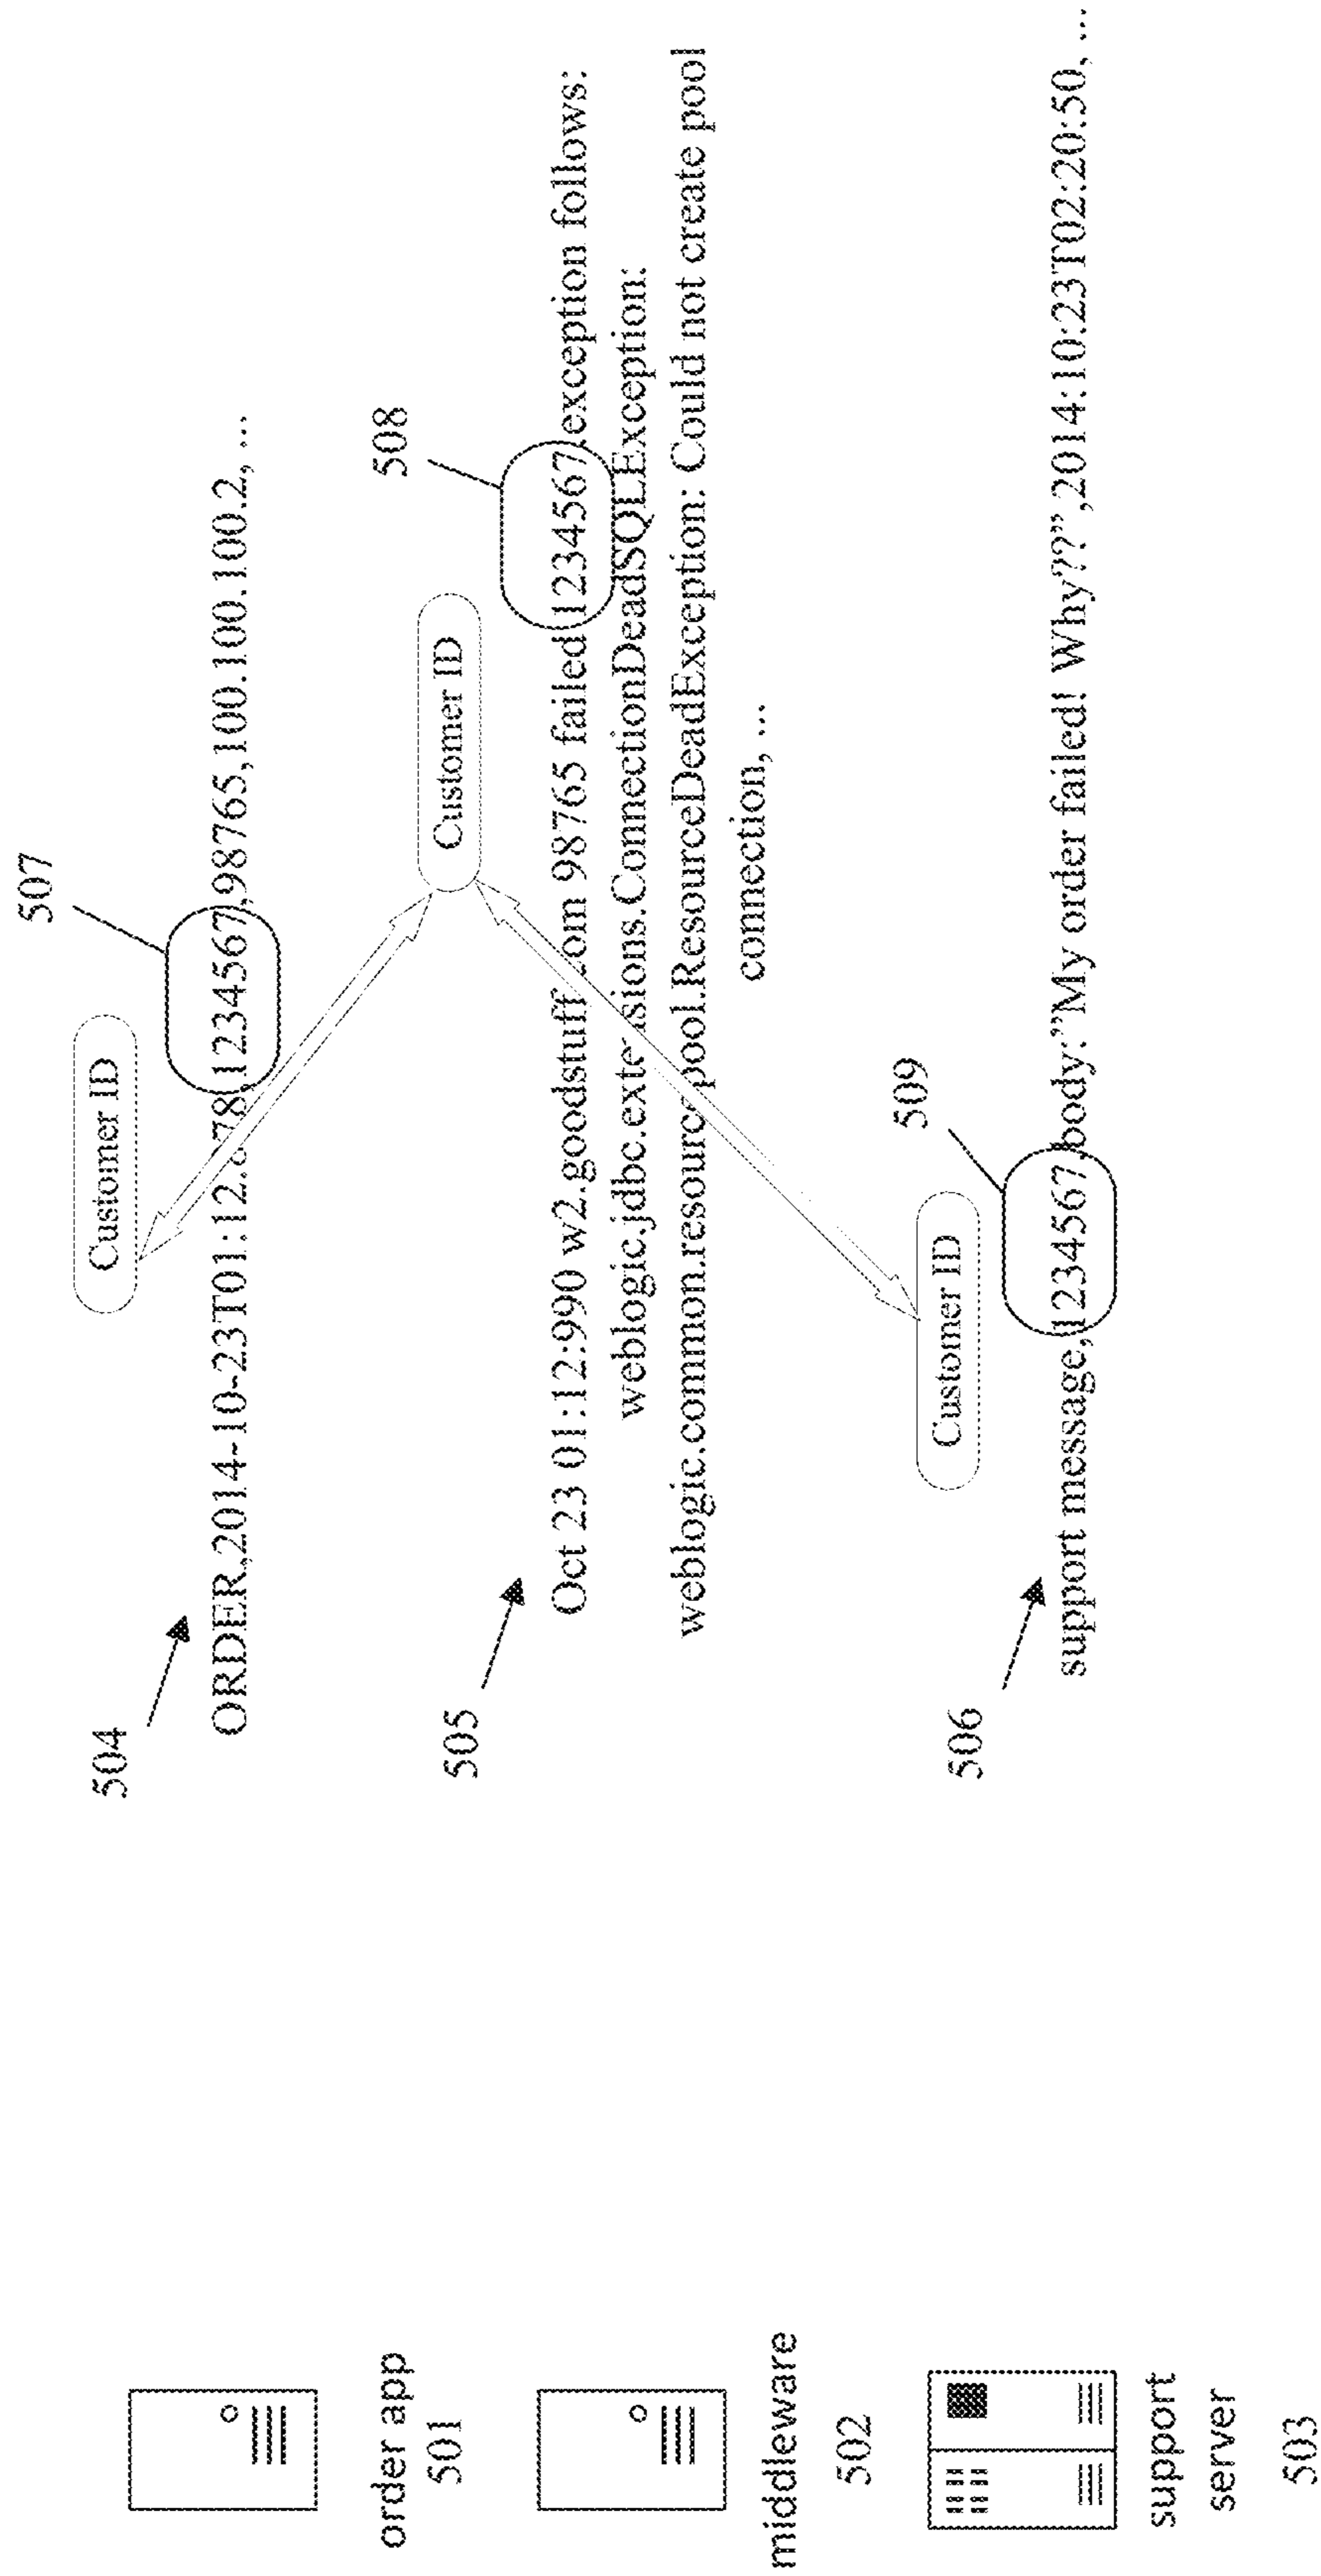 507
Customer ID
504
ORDER,2014-10-23T01:12: 78,1234567,98765,100.100.100.2, ...
order app
501
508
Customer ID
505
Oct 23 01:12:990 w2.goodstuff.com 98765 failed 1234567.exception follows:
weblogic.jdbc.extensions.ConnectionDeadSQLException:
weblogic.common.resourcepool.ResourceDeadException: Could not create pool
connection, ...
middleware
502
509
Customer ID
506
support message,1234567,body:”My order failed! Why??”,2014:10:23T02:20:50, ...
support
server
503